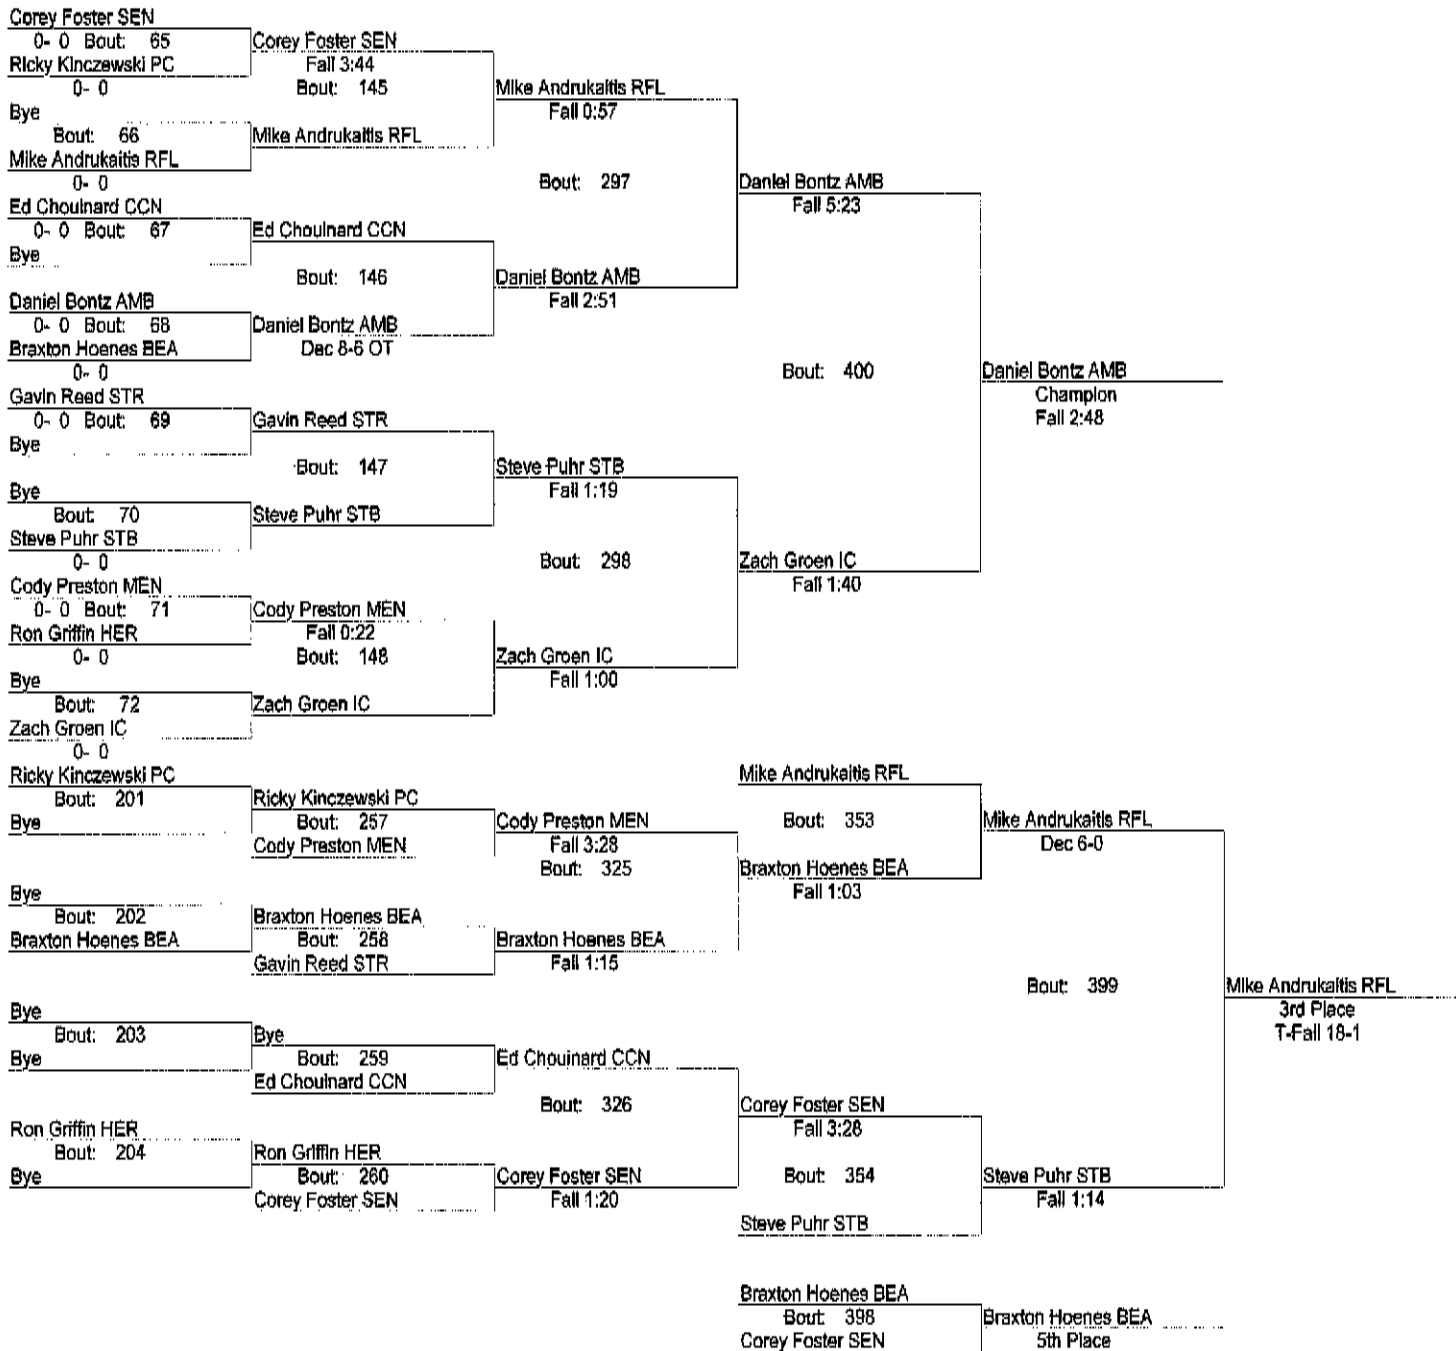 Corey Foster SEN
0- 0 Bout: 65
Corey Foster SEN
Ricky Kinczewski PC
Fall 3:44
0- 0
Bout: 145
Mike Andrukaitis RFL
Bye
Fall 0:57
Bout: 66
Mike Andrukaitis RFL
Mike Andrukaitis RFL
0- 0
Bout: 297
Daniel Bontz AMB
Ed Chouinard CCN
Fall 5:23
0- 0 Bout: 67
Ed Chouinard CCN
Bye
Bout: 146
Daniel Bontz AMB
Daniel Bontz AMB
Fall 2:51
0- 0 Bout: 68
Daniel Bontz AMB
Braxton Hoenes BEA
Dec 8-6 OT
0- 0
Bout: 400
Daniel Bontz AMB
Gavin Reed STR
Champion
0- 0 Bout: 69
Gavin Reed STR
Fall 2:48
Bye
Bout: 147
Steve Puhr STB
Bye
Fall 1:19
Bout: 70
Steve Puhr STB
Steve Puhr STB
0- 0
Bout: 298
Zach Groen IC
Cody Preston MEN
Fall 1:40
0- 0 Bout: 71
Cody Preston MEN
Ron Griffin HER
Fall 0:22
0- 0
Bout: 148
Zach Groen IC
Bye
Fall 1:00
Bout: 72
Zach Groen IC
Zach Groen IC
0- 0
Ricky Kinczewski PC
Mike Andrukaitis RFL
Bout: 201
Ricky Kinczewski PC
Bye
Bout: 257
Cody Preston MEN
Bout: 353
Mike Andrukaitis RFL
Cody Preston MEN
Fall 3:28
Dec 6-0
Bout: 325
Braxton Hoenes BEA
Bye
Fall 1:03
Bout: 202
Braxton Hoenes BEA
Braxton Hoenes BEA
Bout: 258
Braxton Hoenes BEA
Gavin Reed STR
Fall 1:15
Bout: 399
Mike Andrukaitis RFL
Bye
3rd Place
Bout: 203
Bye
T-Fall 18-1
Bye
Bout: 259
Ed Chouinard CCN
Ed Chouinard CCN
Bout: 326
Corey Foster SEN
Ron Griffin HER
Fall 3:28
Bout: 204
Ron Griffin HER
Bye
Bout: 260
Corey Foster SEN
Bout: 354
Steve Puhr STB
Corey Foster SEN
Fall 1:20
Fall 1:14
Steve Puhr STB
Braxton Hoenes BEA
Bout: 398
Braxton Hoenes BEA
Corey Foster SEN
5th Place